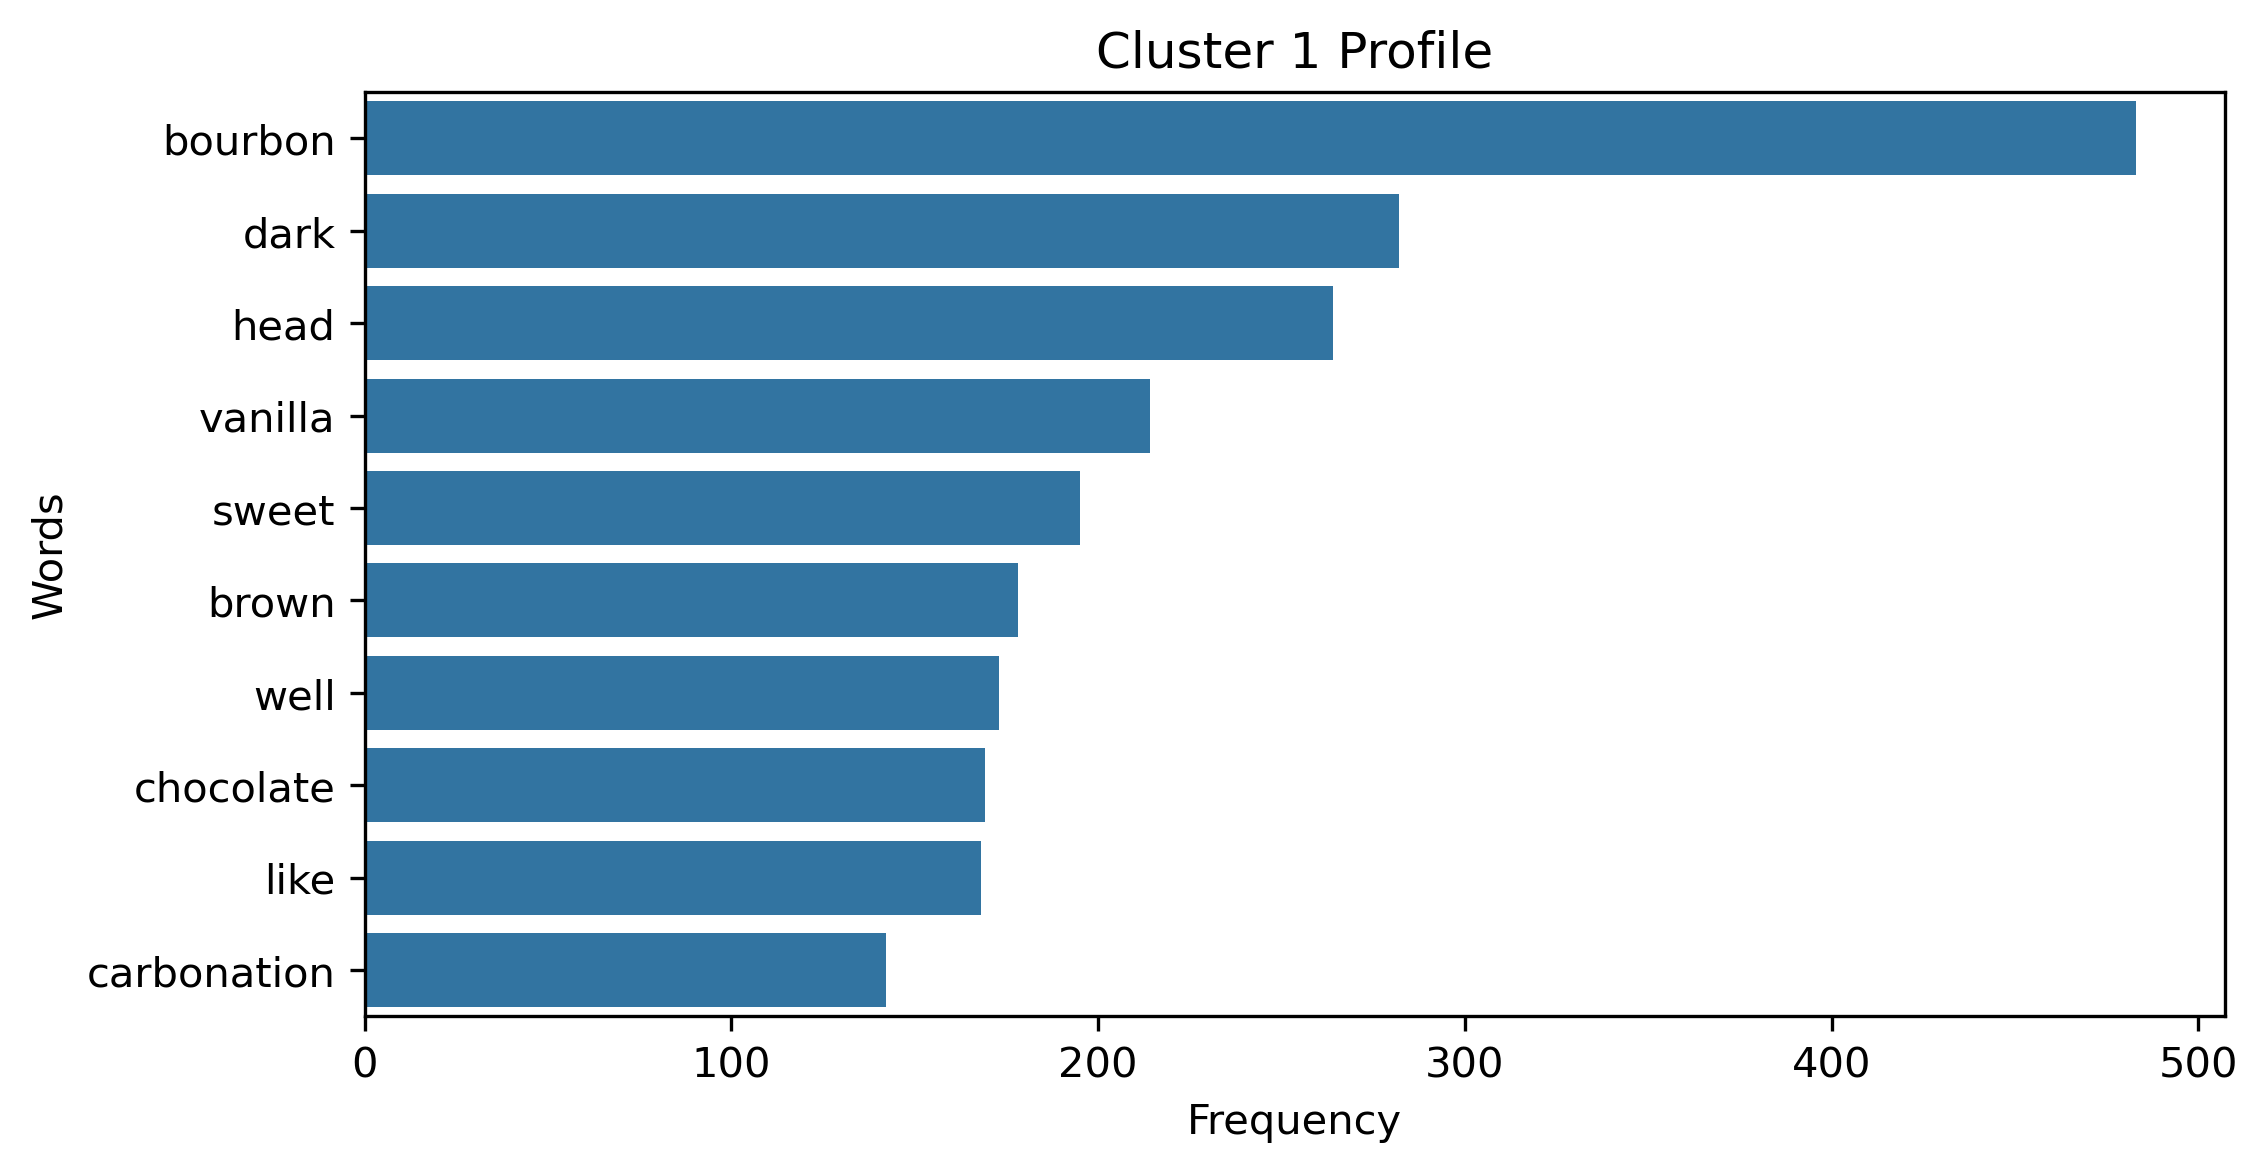 Cluster 1 Profile
bourbon
dark
head
vanilla
sweet
brown
well
chocolate
like
carbonation
Words
0 100 200 300 400 500
Frequency